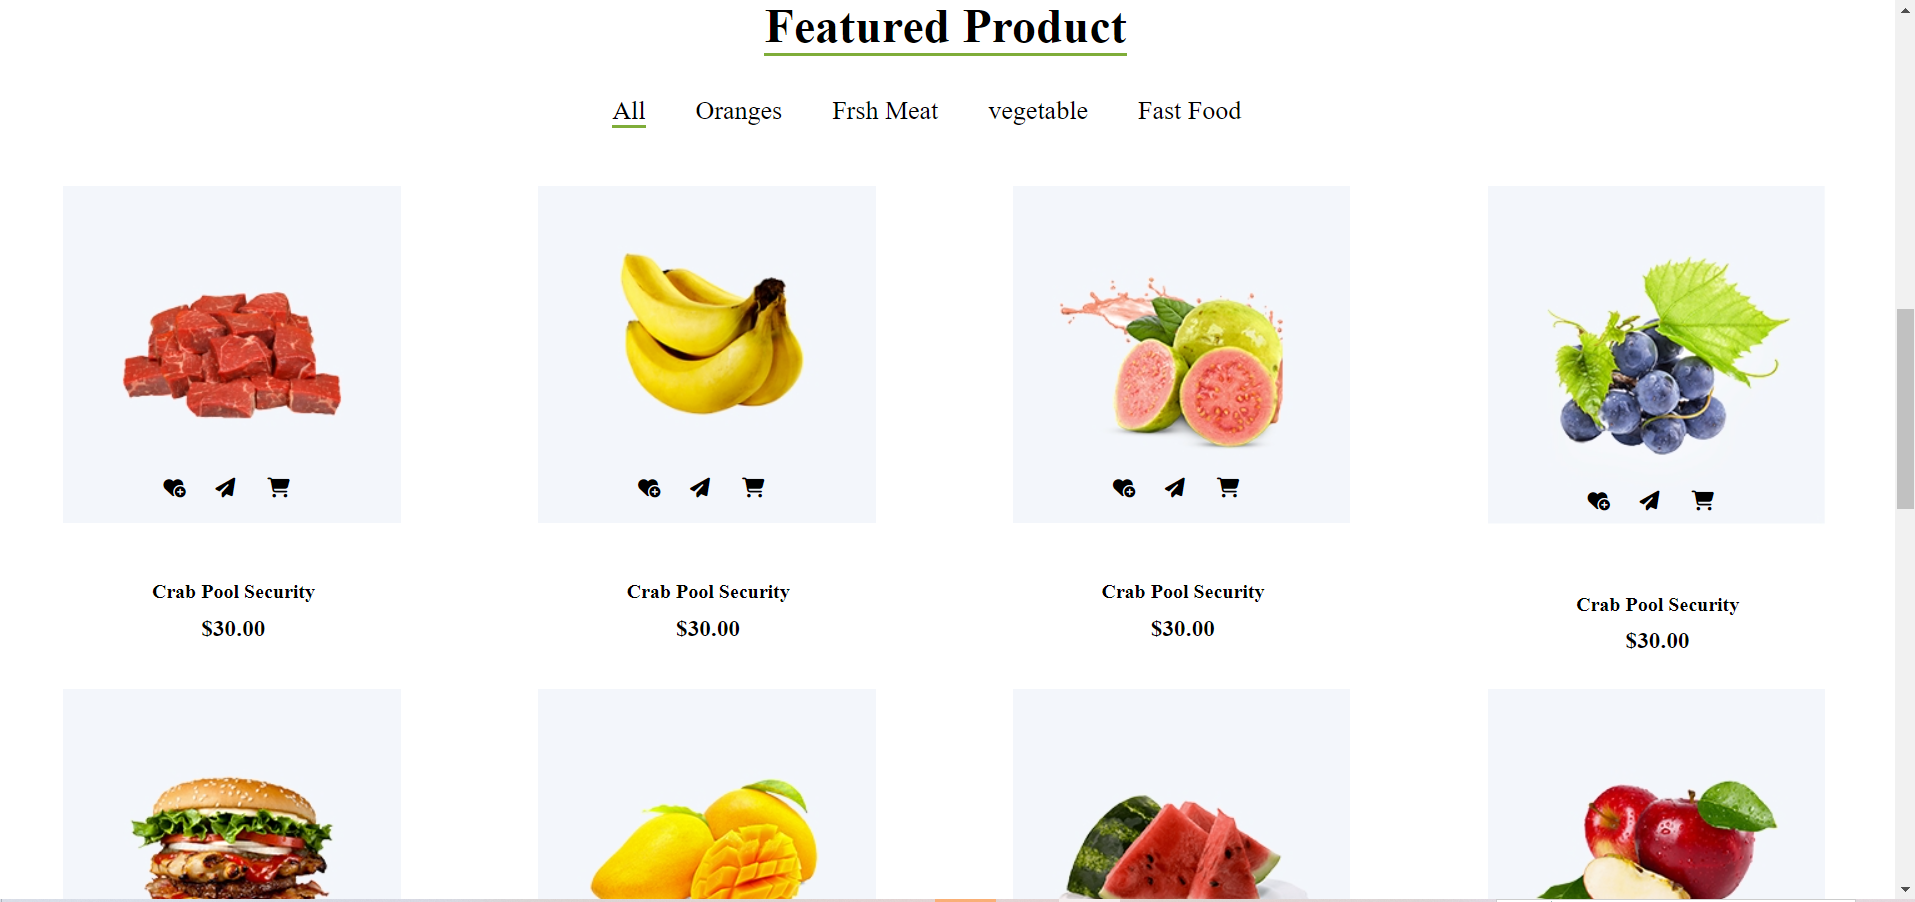 Featured Product
All Oranges Frsh Meat vegetable Fast Food
Crab Pool Security Crab Pool Security Crab Pool Security Crab Pool Security
$30.00 $30.00 $30.00 $30.00